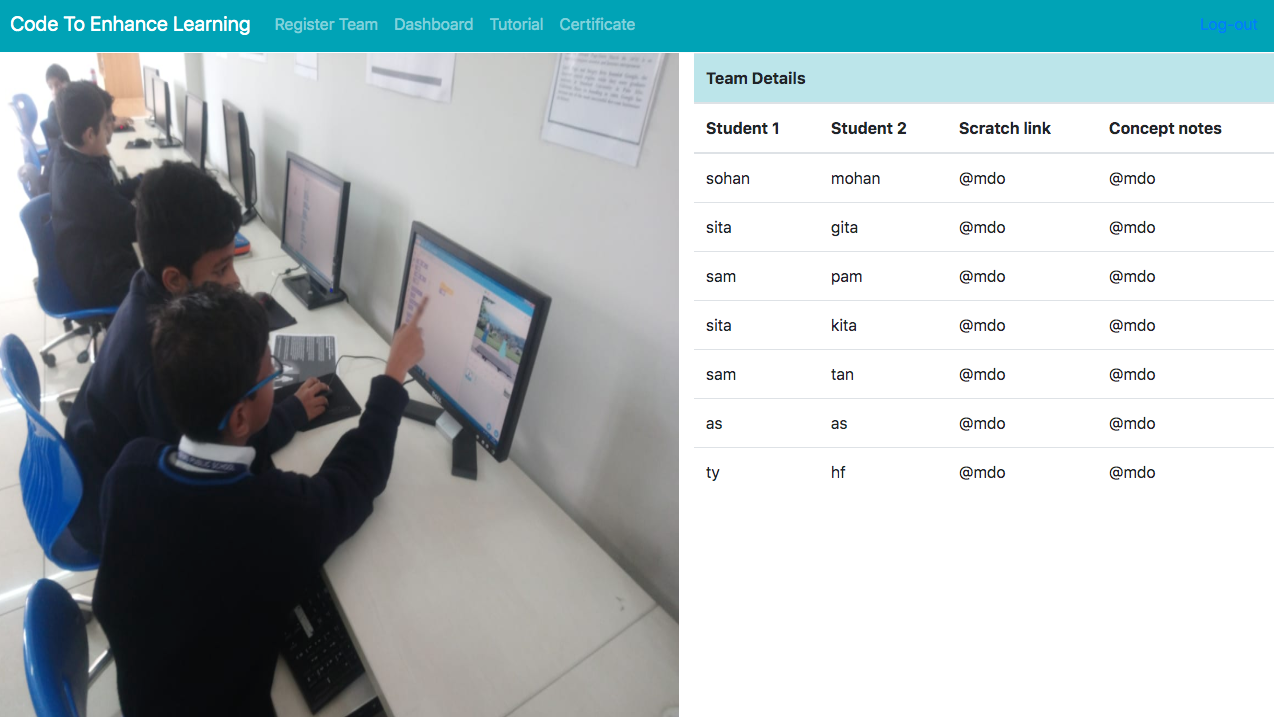 Code To Enhance Learning Register Team Dashboard Tutorial Certificate Log-out
Team Details
Student 1 Student 2 Scratch link Concept notes
sohan mohan @mdo @mdo
sita gita @mdo @mdo
sam pam @mdo @mdo
sita kita @mdo @mdo
sam tan @mdo @mdo
as as @mdo @mdo
ty hf @mdo @mdo